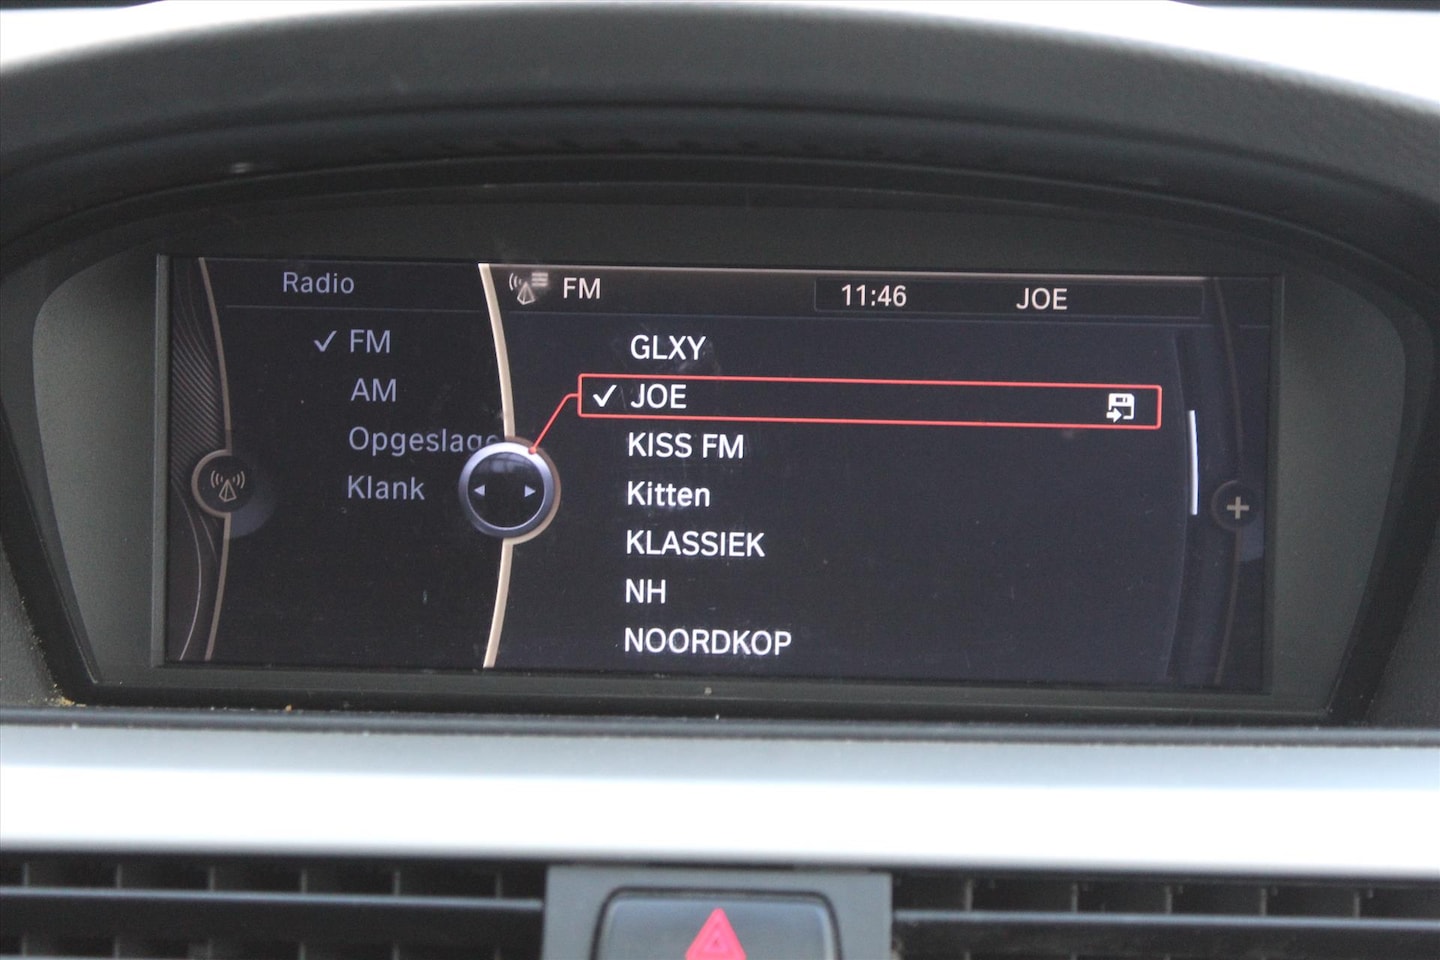 Radio
FM
AM
Klank
FM
11:46
JOE
GLXY
JOE
KISS FM
Kitten
KLASSIEK
NH
NOORDKOP